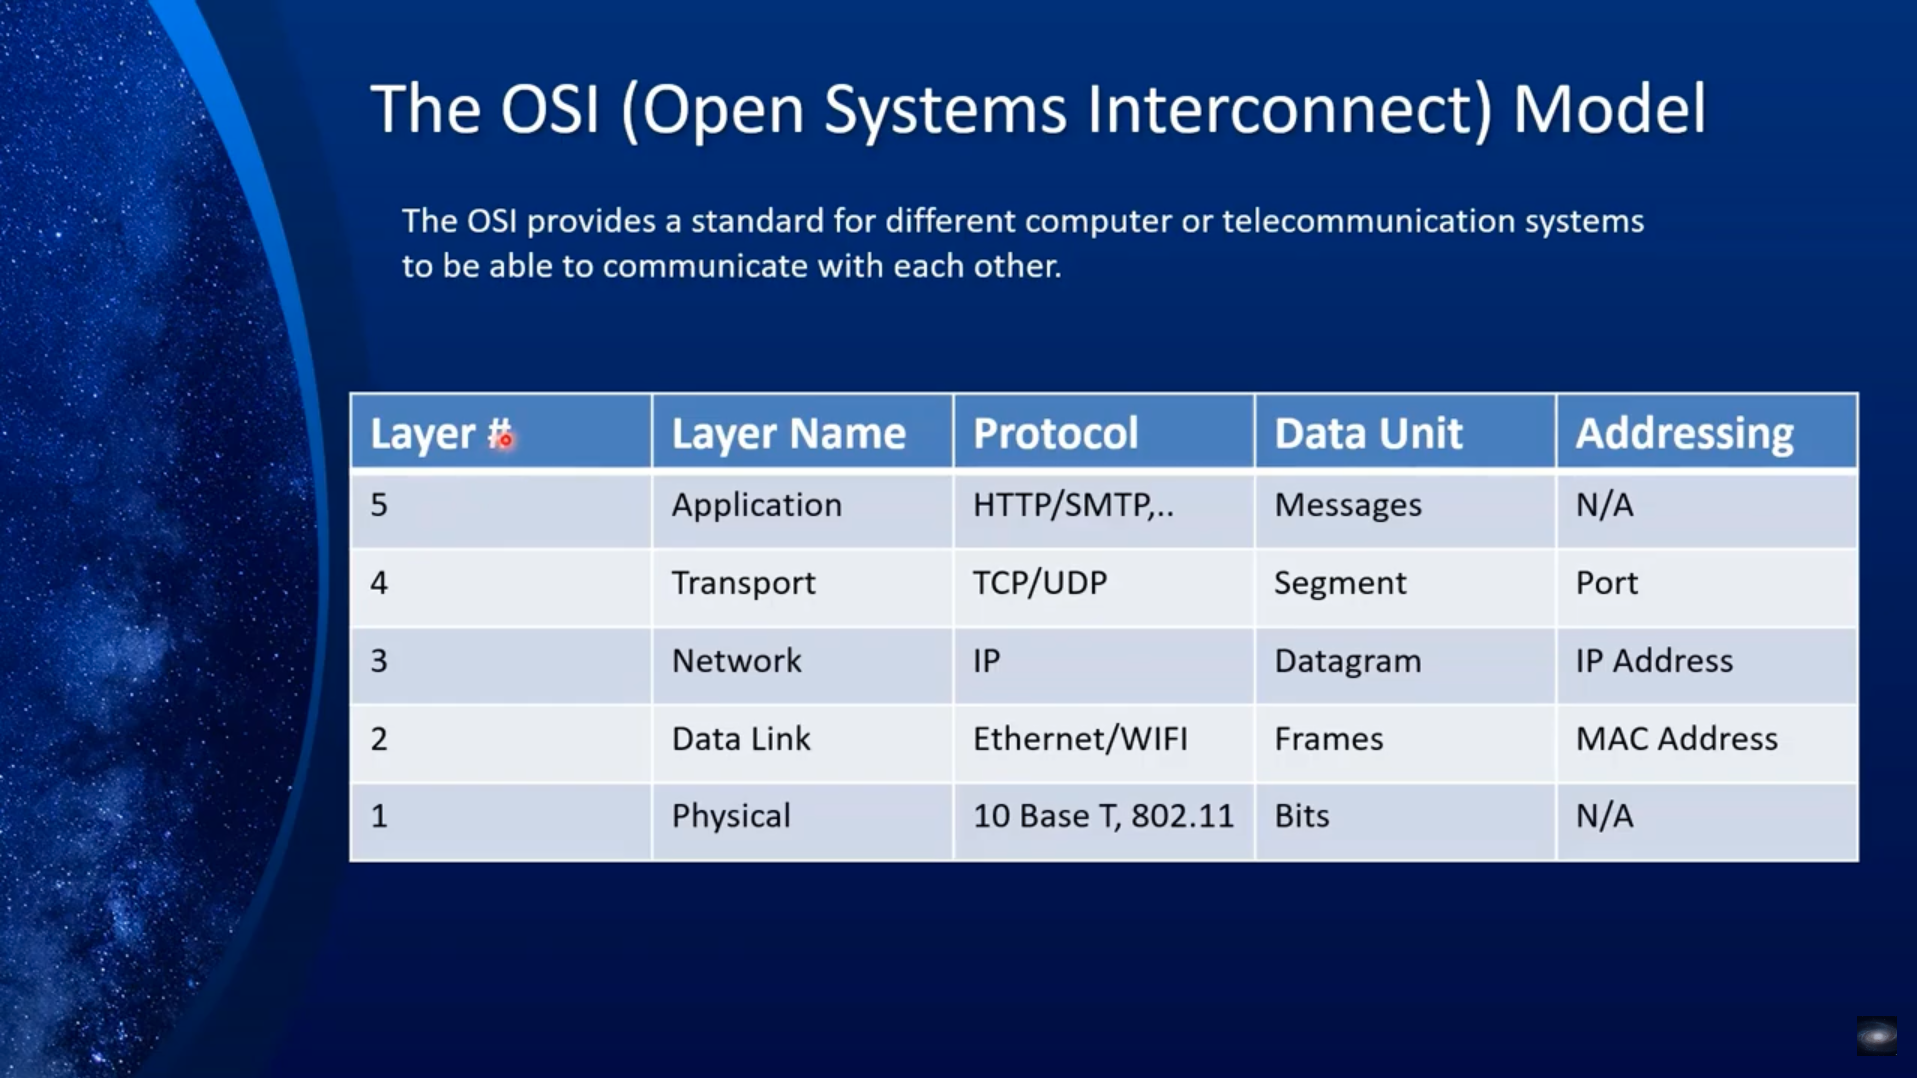 The OSI (Open Systems Interconnect) Model
The OSI provides a standard for different computer or telecommunication systems
to be able to communicate with each other.
Layer # Layer Name Protocol Data Unit Addressing
5 Application HTTP/SMTP,.. Messages N/A
4 Transport TCP/UDP Segment Port
3 Network IP Datagram IP Address
2 Data Link Ethernet/WIFI Frames MAC Address
1 Physical 10 Base T, 802.11 Bits N/A